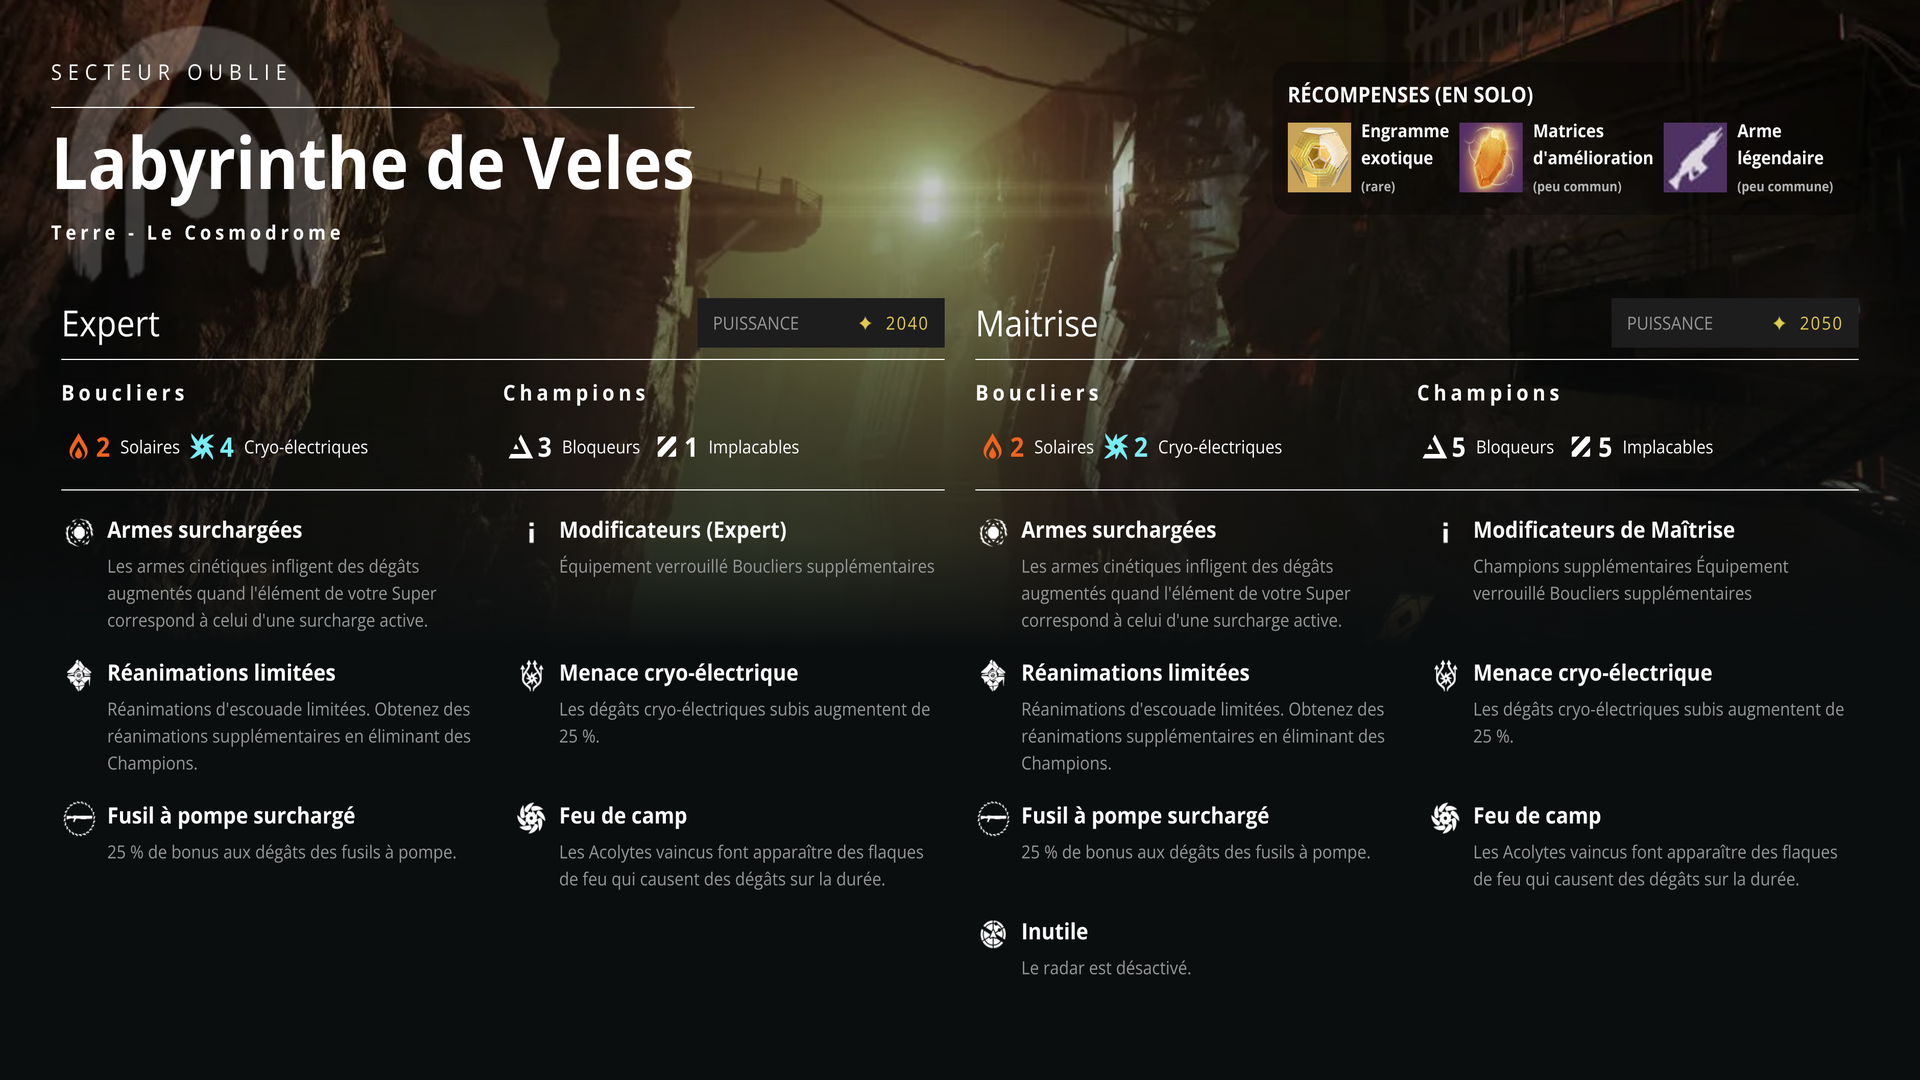 SECTEUR OUBLIE
Labyrinthe de Veles
Terre - Le Cosmodrome
RÉCOMPENSES (EN SOLO)
Engramme
exotique
(rare)
Matrices
d'amélioration
(peu commun)
Arme
légendaire
(peu commune)
Expert
PUISSANCE 2040
Boucliers
2 Solaires 4 Cryo-électriques
Champions
3 Bloqueurs 1 Implacables
Armes surchargées
Les armes cinétiques infligent des dégâts
augmentés quand l'élément de votre Super
correspond à celui d'une surcharge active.
Modificateurs (Expert)
Équipement verrouillé Boucliers supplémentaires
Réanimations limitées
Réanimations d'escouade limitées. Obtenez des
réanimations supplémentaires en éliminant des
Champions.
Menace cryo-électrique
Les dégâts cryo-électriques subis augmentent de
25 %.
Fusil à pompe surchargé
25 % de bonus aux dégâts des fusils à pompe.
Feu de camp
Les Acolytes vaincus font apparaître des flaques
de feu qui causent des dégâts sur la durée.
Maitrise
PUISSANCE 2050
Boucliers
2 Solaires 2 Cryo-électriques
Champions
5 Bloqueurs 5 Implacables
Armes surchargées
Les armes cinétiques infligent des dégâts
augmentés quand l'élément de votre Super
correspond à celui d'une surcharge active.
Modificateurs de Maîtrise
Champions supplémentaires Équipement
verrouillé Boucliers supplémentaires
Réanimations limitées
Réanimations d'escouade limitées. Obtenez des
réanimations supplémentaires en éliminant des
Champions.
Menace cryo-électrique
Les dégâts cryo-électriques subis augmentent de
25 %.
Fusil à pompe surchargé
25 % de bonus aux dégâts des fusils à pompe.
Feu de camp
Les Acolytes vaincus font apparaître des flaques
de feu qui causent des dégâts sur la durée.
Inutile
Le radar est désactivé.